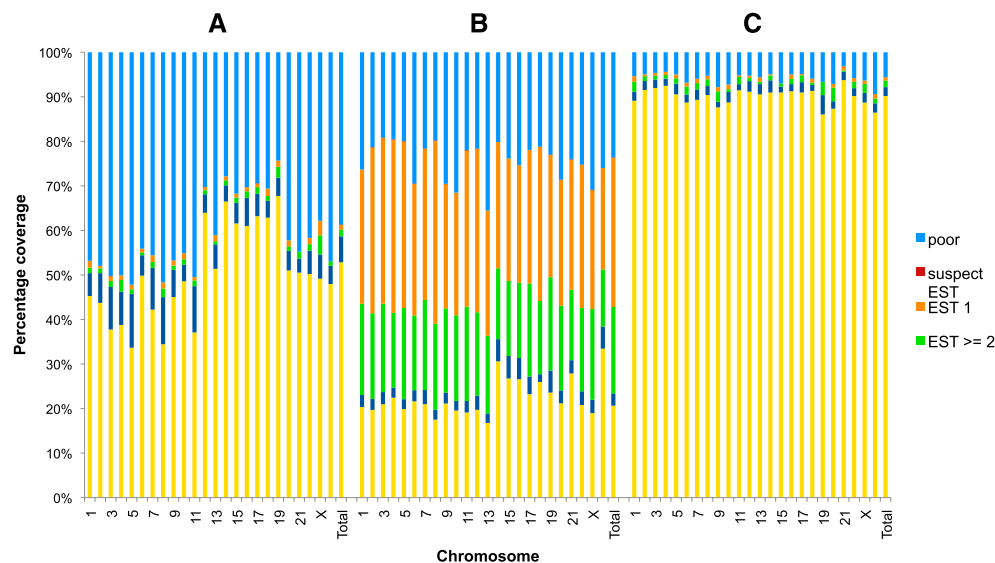 A B C
100%
90%
80%
70%
60%
50%
40%
30%
20%
10%
0%
Percentage coverage
1 3 5 7 9 11 13 15 17 19 21 X Total 1 3 5 7 9 11 13 15 17 19 21 X Total 1 3 5 7 9 11 13 15 17 19 21 X Total
Chromosome
poor
suspect
EST
EST 1
EST >= 2